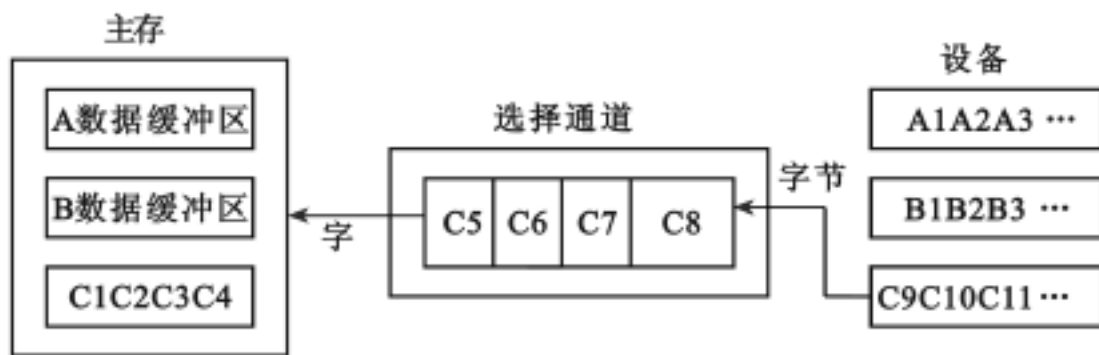 主存
A数据缓冲区
B数据缓冲区
C1C2C3C4
字
选择通道
C5 C6 C7 C8
字节
设备
A1A2A3 …
B1B2B3 …
C9C10C11…